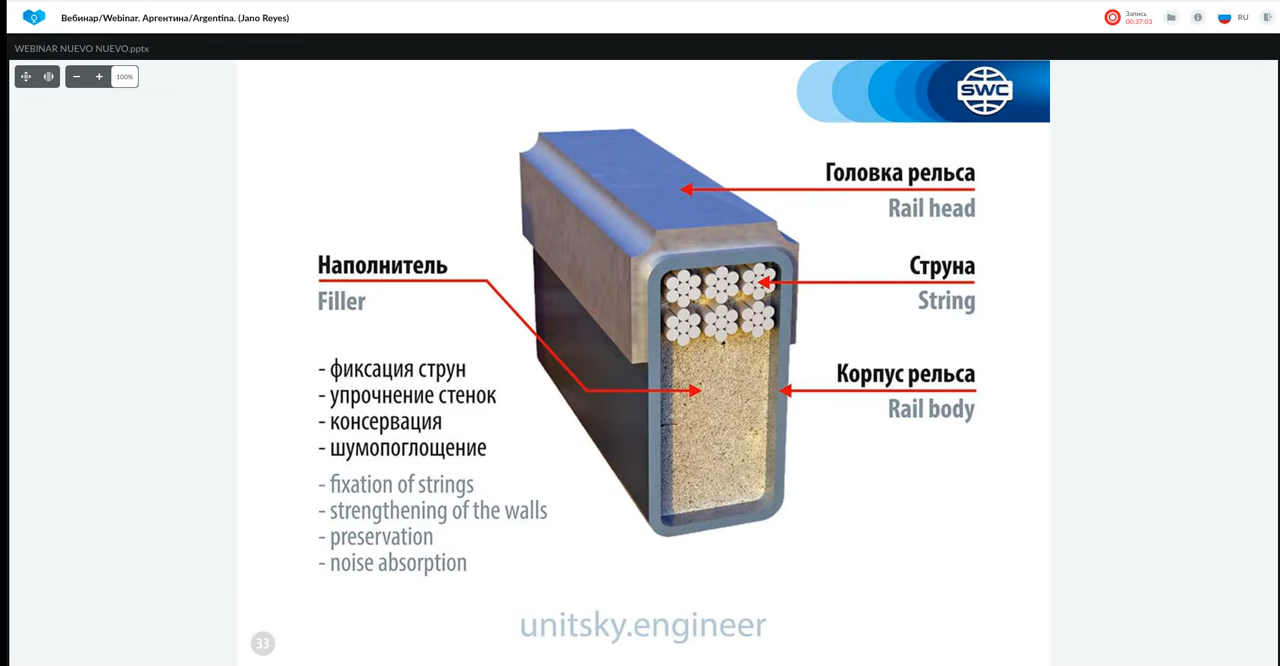 Вебинар/Webinar. Аргентина/Argentina. (Jano Reyes)
Запись
00:37:03
RU
WEBINAR NUEVO NUEVO.pptx
100%
SWC
Головка рельса
Rail head
Наполнитель
Filler
Струна
String
Корпус рельса
Rail body
- фиксация струн
- упрочнение стенок
- консервация
- шумопоглощение
- fixation of strings
- strengthening of the walls
- preservation
- noise absorption
unitsky.engineer
33